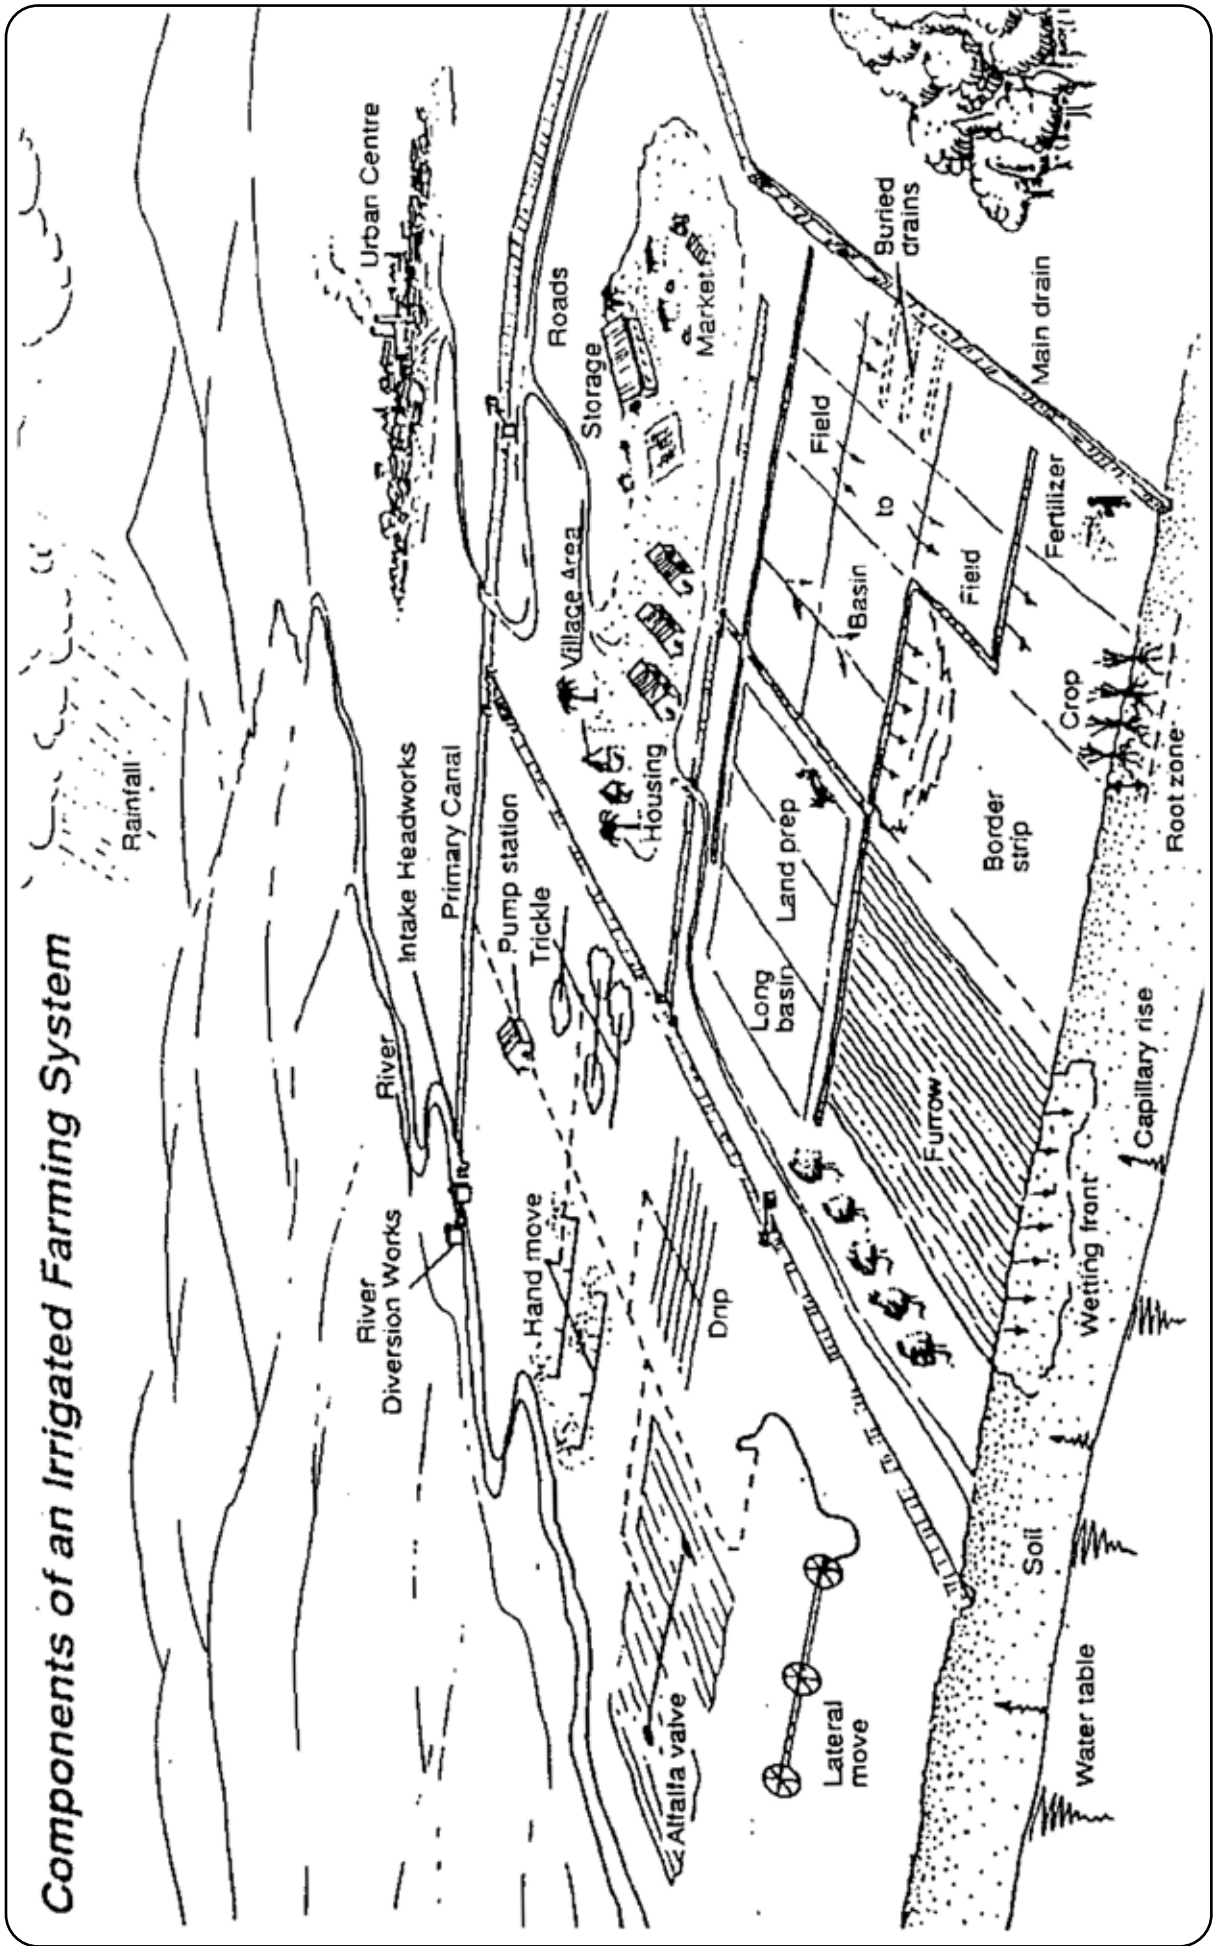 Components of an Irrigated Farming System
Rainfall
Urban Centre
River
Intake Headworks
River
Diversion Works
Primary Canal
Pump station
Trickle
Hand move
Roads
Village Area
Storage
Housing
Market
Drip
Alfalfa valve
Lateral
move
Long
basin
Land prep
Basin
Field
to
Field
Buried
drains
Main drain
Fertilizer
Furrow
Border
strip
Crop
Root zone
Soil
Wetting front
Capillary rise
Water table